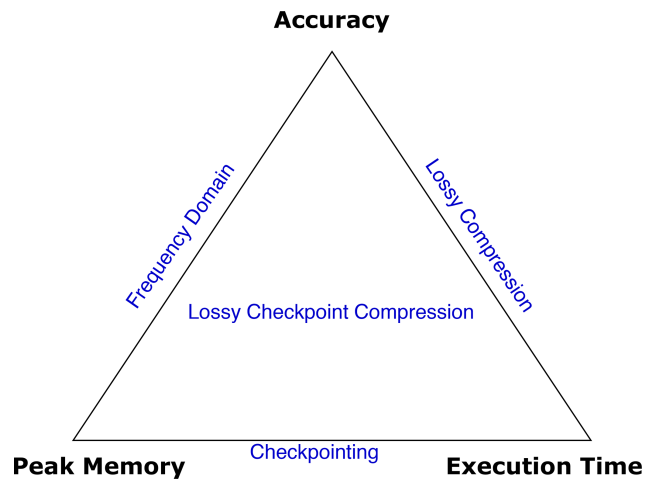 Accuracy
Frequency Domain
Lossy Compression
Lossy Checkpoint Compression
Checkpointing
Peak Memory
Execution Time